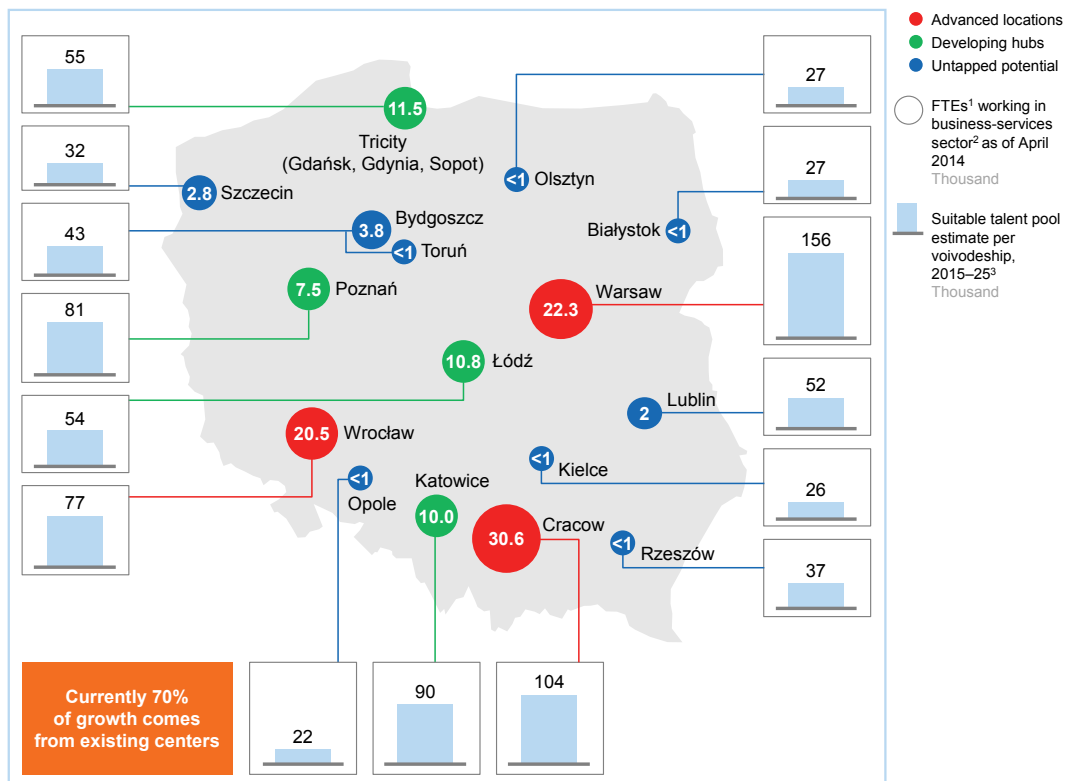 55
11.5
Tricity
(Gdańsk, Gdynia, Sopot)
32
2.8
Szczecin
43
3.8
Bydgoszcz
<1
Toruń
81
7.5
Poznań
54
10.8
Łódź
77
20.5
Wrocław
<1
Opole
22
Katowice
10.0
90
30.6
Cracow
104
27
<1
Olsztyn
27
Białystok
<1
156
Warsaw
22.3
52
Lublin
2
26
<1
Kielce
37
<1
Rzeszów
Currently 70%
of growth comes
from existing centers
Advanced locations
Developing hubs
Untapped potential
FTEs¹ working in
business-services
sector² as of April
2014
Thousand
Suitable talent pool
estimate per
voivodeship,
2015–25³
Thousand